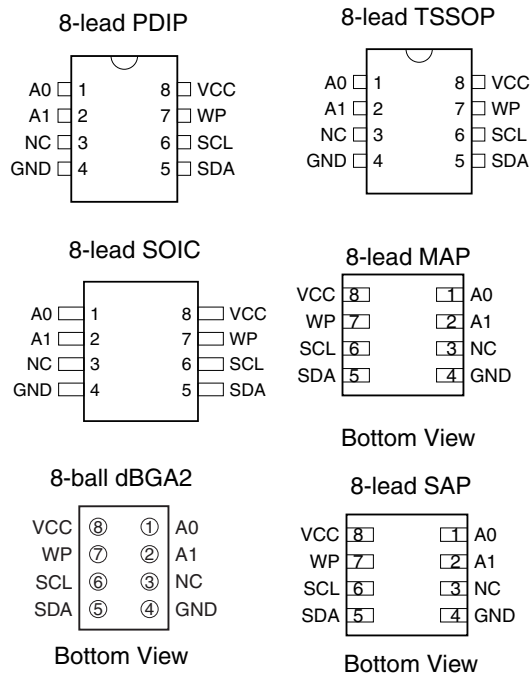 8-lead PDIP
A0 1 8 VCC
A1 2 7 WP
NC 3 6 SCL
GND 4 5 SDA
8-lead TSSOP
A0 1 8 VCC
A1 2 7 WP
NC 3 6 SCL
GND 4 5 SDA
8-lead SOIC
A0 1 8 VCC
A1 2 7 WP
NC 3 6 SCL
GND 4 5 SDA
8-lead MAP
VCC 8 1 A0
WP 7 2 A1
SCL 6 3 NC
SDA 5 4 GND
Bottom View
8-ball dBGA2
VCC 8 1 A0
WP 7 2 A1
SCL 6 3 NC
SDA 5 4 GND
Bottom View
8-lead SAP
VCC 8 1 A0
WP 7 2 A1
SCL 6 3 NC
SDA 5 4 GND
Bottom View